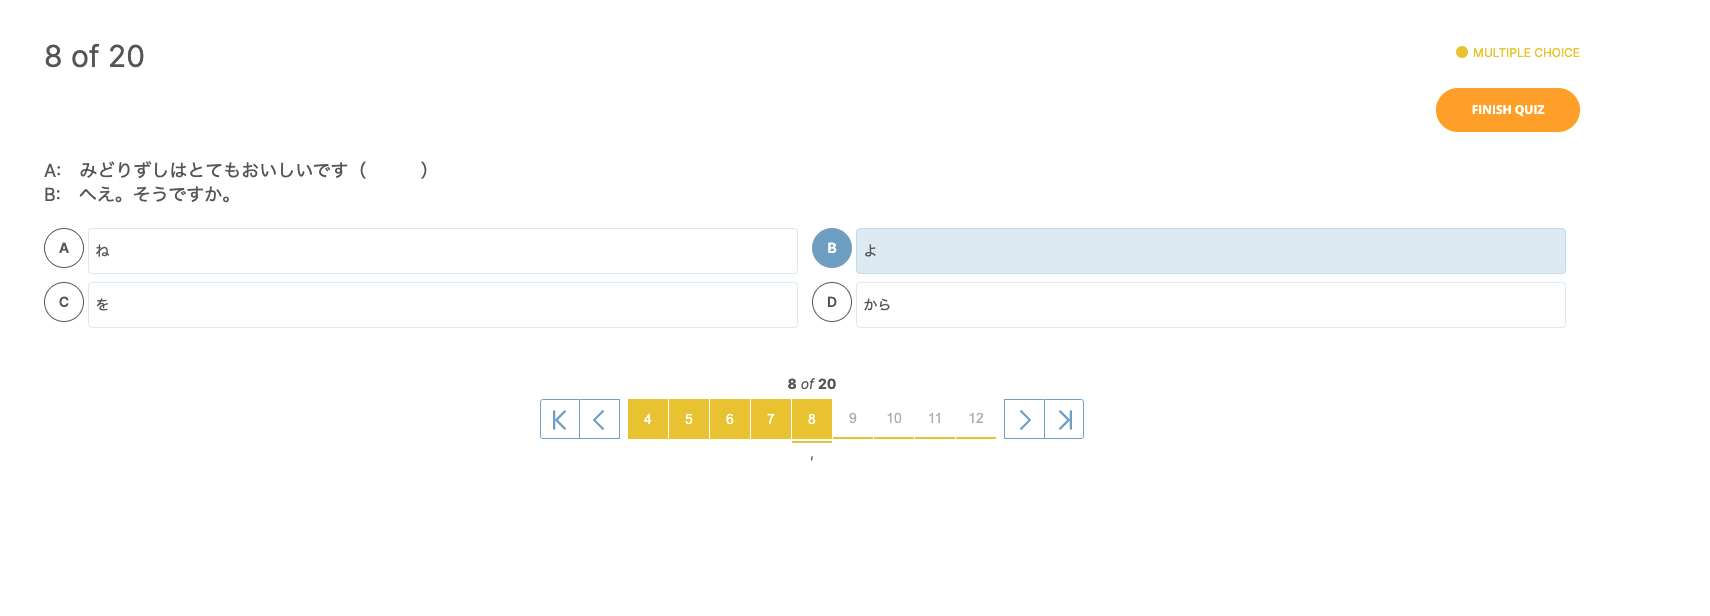 8 of 20
MULTIPLE CHOICE
FINISH QUIZ
A:　みどりずしはとてもおいしいです（　　　）
B:　へえ。そうですか。
A ね
B よ
C を
D から
8 of 20
4 5 6 7 8 9 10 11 12
,